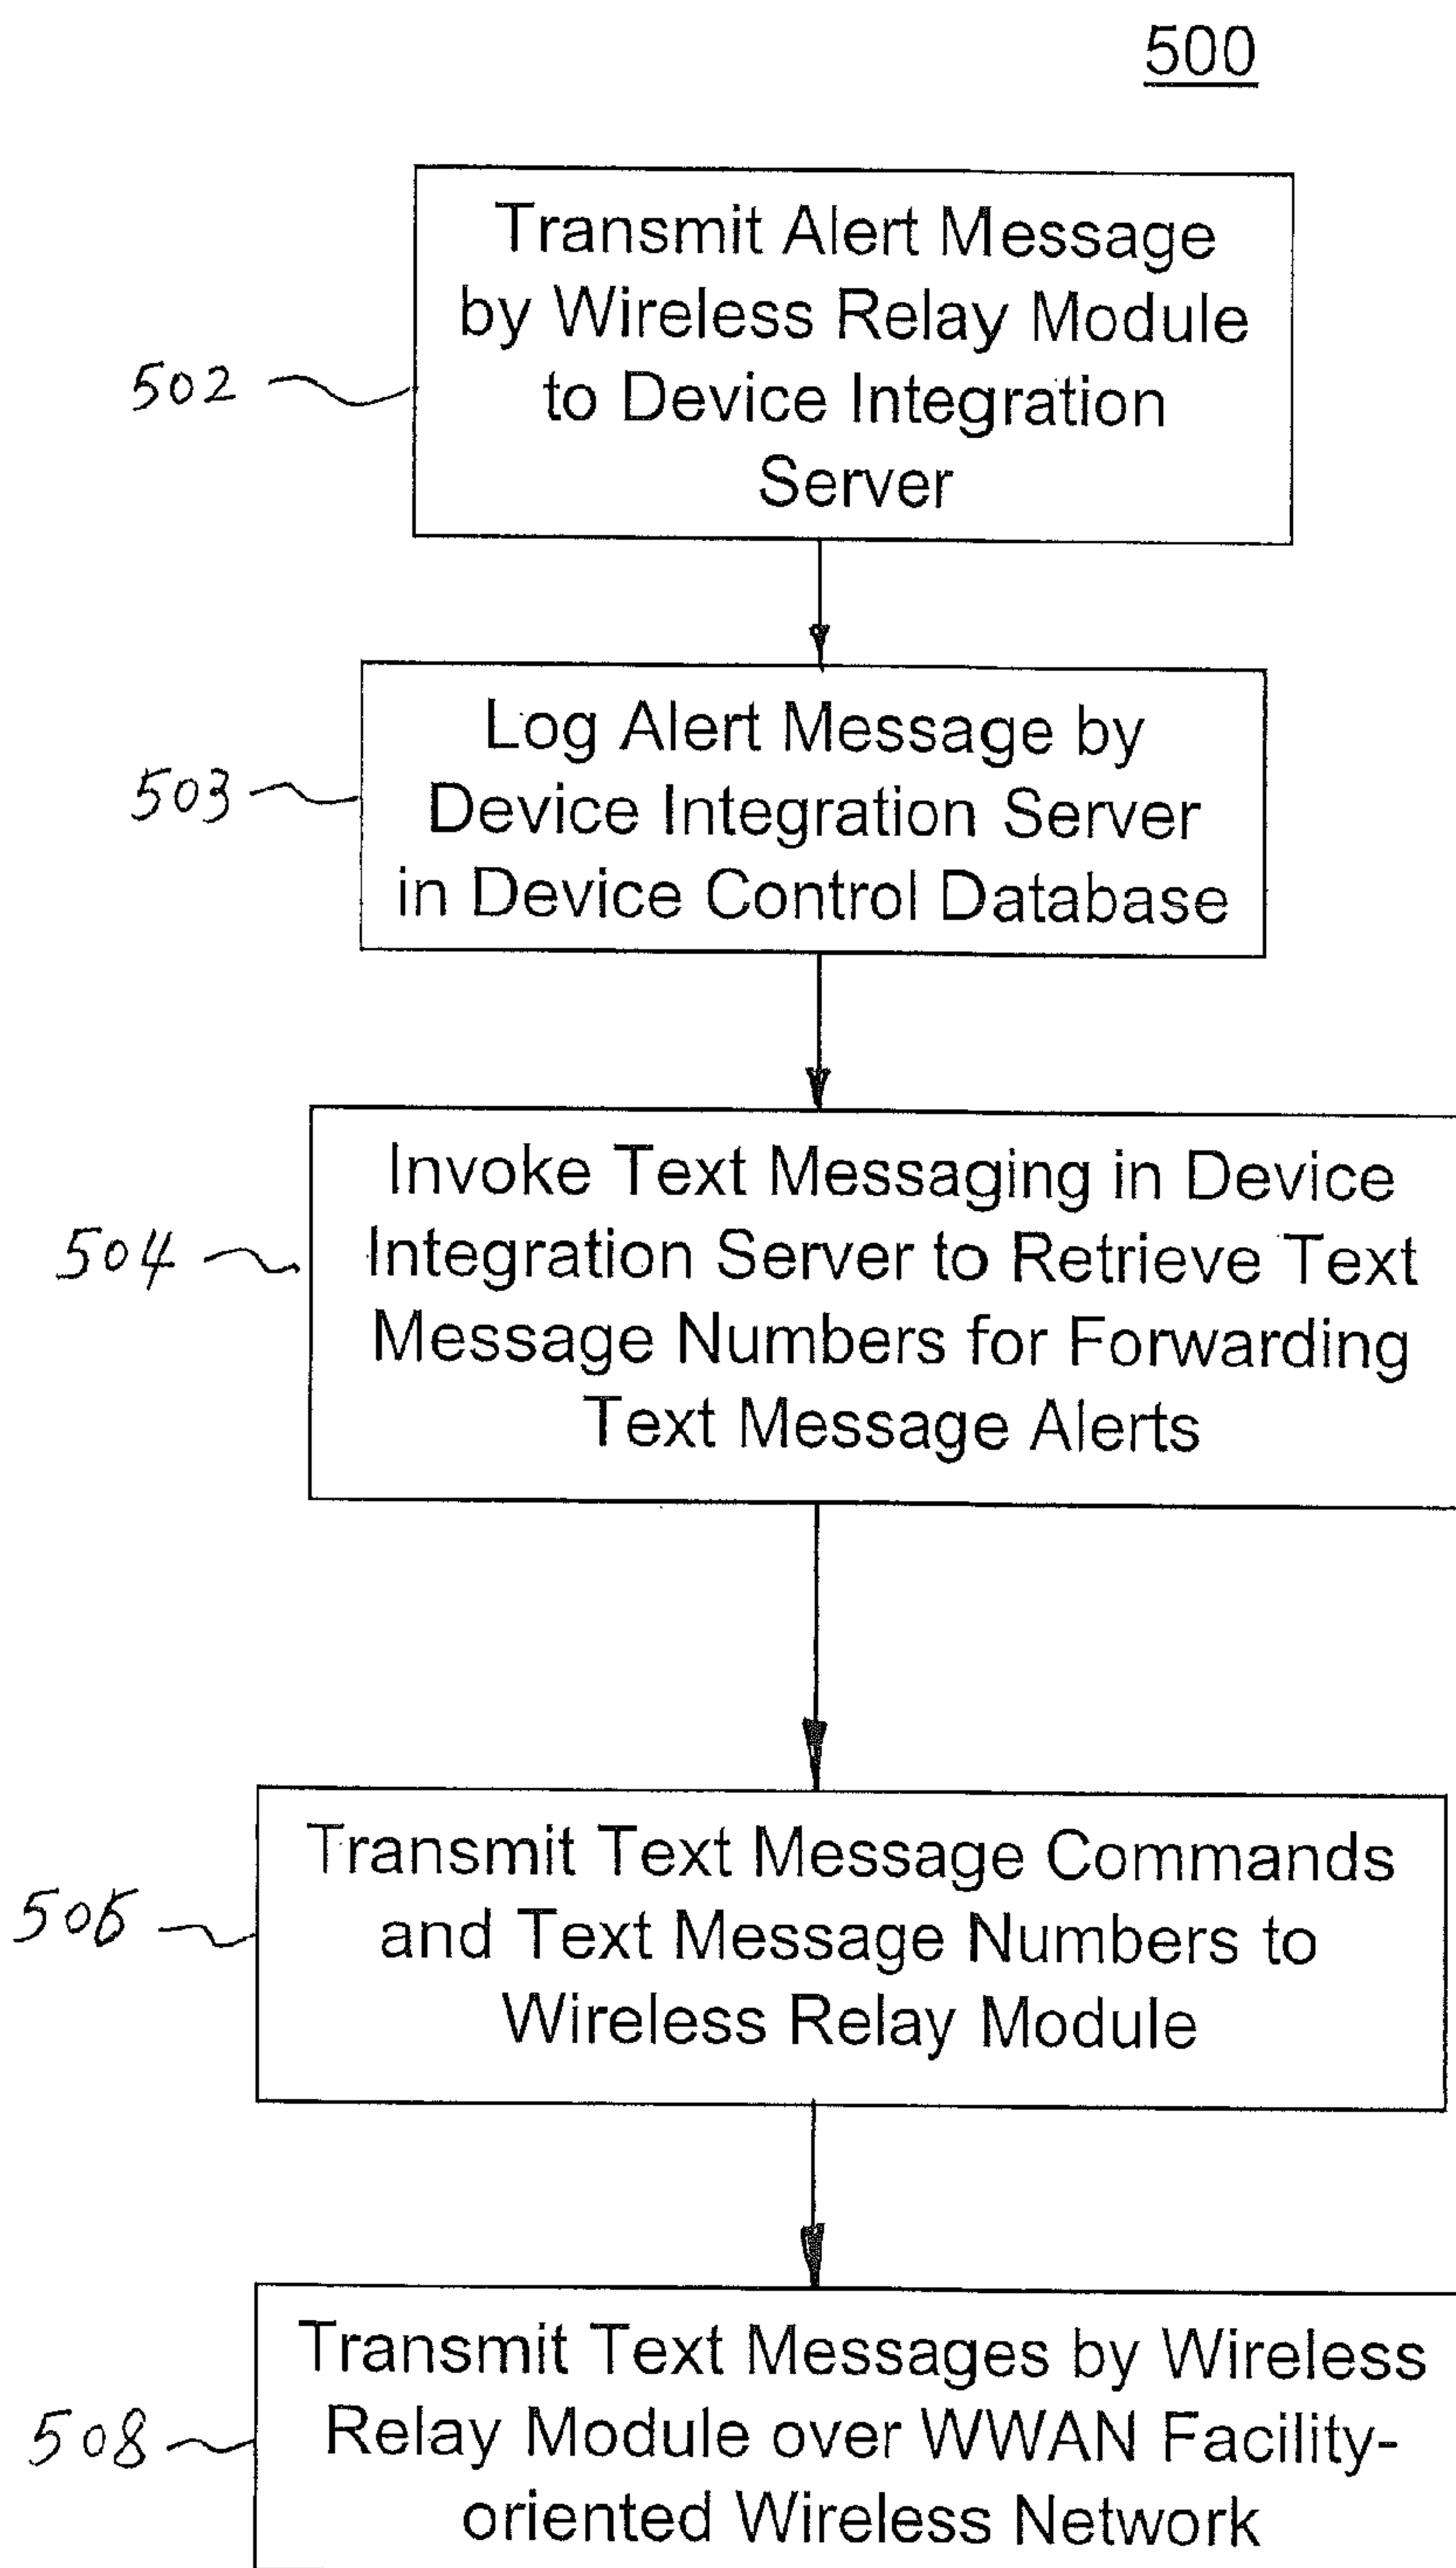 500
Transmit Alert Message
by Wireless Relay Module
to Device Integration
Server
502
Log Alert Message by
Device Integration Server
in Device Control Database
503
Invoke Text Messaging in Device
Integration Server to Retrieve Text
Message Numbers for Forwarding
Text Message Alerts
504
Transmit Text Message Commands
and Text Message Numbers to
Wireless Relay Module
506
Transmit Text Messages by Wireless
Relay Module over WWAN Facility-
oriented Wireless Network
508